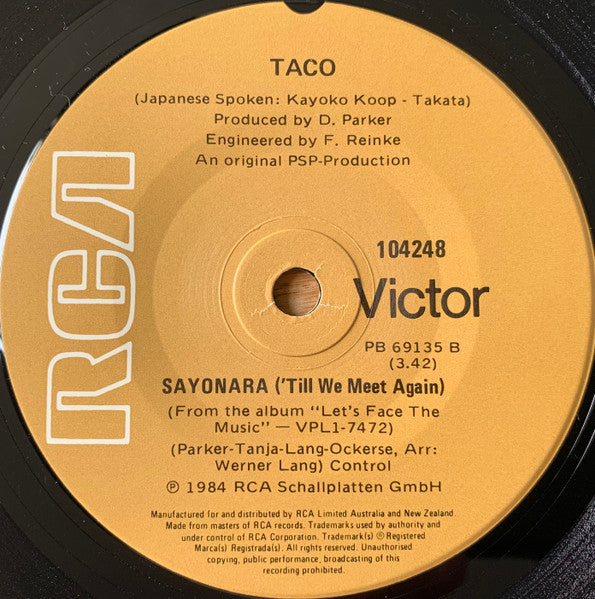 TACO
(Japanese Spoken: Kayoko Koop - Takata)
Produced by D. Parker
Engineered by F. Reinke
An original PSP-Production
RCA
104248
Victor
PB 69135 B
(3.42)
SAYONARA ('Till We Meet Again)
(From the album "Let's Face The
Music" — VPL1-7472)
(Parker-Tanja-Lang-Ockerse, Arr:
Werner Lang) Control
Ⓟ 1984 RCA Schallplatten GmbH
Manufactured for and distributed by RCA Limited Australia and New Zealand.
Made from masters of RCA records. Trademarks used by authority and
under control of RCA Corporation. Trademark(s) ® Registered
Marca(s) Registrada(s). All rights reserved. Unauthorised
copying, public performance, broadcasting of this
recording prohibited.